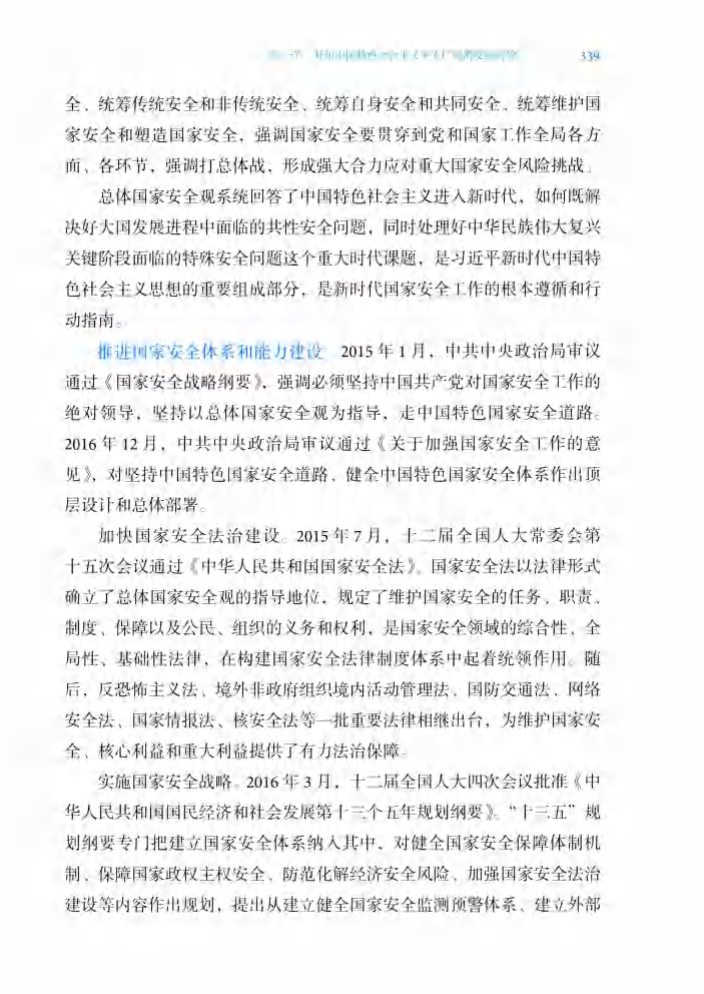 339
全、统筹传统安全和非传统安全、统筹自身安全和共同安全、统筹维护国
家安全和塑造国家安全，强调国家安全要贯穿到党和国家工作全局各方
面、各环节，强调打总体战，形成强大合力应对重大国家安全风险挑战。
总体国家安全观系统回答了中国特色社会主义进入新时代，如何既解
决好大国发展进程中面临的共性安全问题，同时处理好中华民族伟大复兴
关键阶段面临的特殊安全问题这个重大时代课题，是习近平新时代中国特
色社会主义思想的重要组成部分，是新时代国家安全工作的根本遵循和行
动指南。
推进国家安全体系和能力建设 2015 年 1 月，中共中央政治局审议
通过《国家安全战略纲要》，强调必须坚持中国共产党对国家安全工作的
绝对领导，坚持以总体国家安全观为指导，走中国特色国家安全道路。
2016 年 12 月，中共中央政治局审议通过《关于加强国家安全工作的意
见》，对坚持中国特色国家安全道路、健全中国特色国家安全体系作出顶
层设计和总体部署。
加快国家安全法治建设。2015 年 7 月，十二届全国人大常委会第
十五次会议通过《中华人民共和国国家安全法》。国家安全法以法律形式
确立了总体国家安全观的指导地位，规定了维护国家安全的任务、职责、
制度、保障以及公民、组织的义务和权利，是国家安全领域的综合性、全
局性、基础性法律，在构建国家安全法律制度体系中起着统领作用。随
后，反恐怖主义法、境外非政府组织境内活动管理法、国防交通法、网络
安全法、国家情报法、核安全法等一批重要法律相继出台，为维护国家安
全、核心利益和重大利益提供了有力法治保障。
实施国家安全战略。2016 年 3 月，十二届全国人大四次会议批准《中
华人民共和国国民经济和社会发展第十三个五年规划纲要》。“十三五”规
划纲要专门把建立国家安全体系纳入其中，对健全国家安全保障体制机
制、保障国家政权主权安全、防范化解经济安全风险、加强国家安全法治
建设等内容作出规划，提出从建立健全国家安全监测预警体系、建立外部